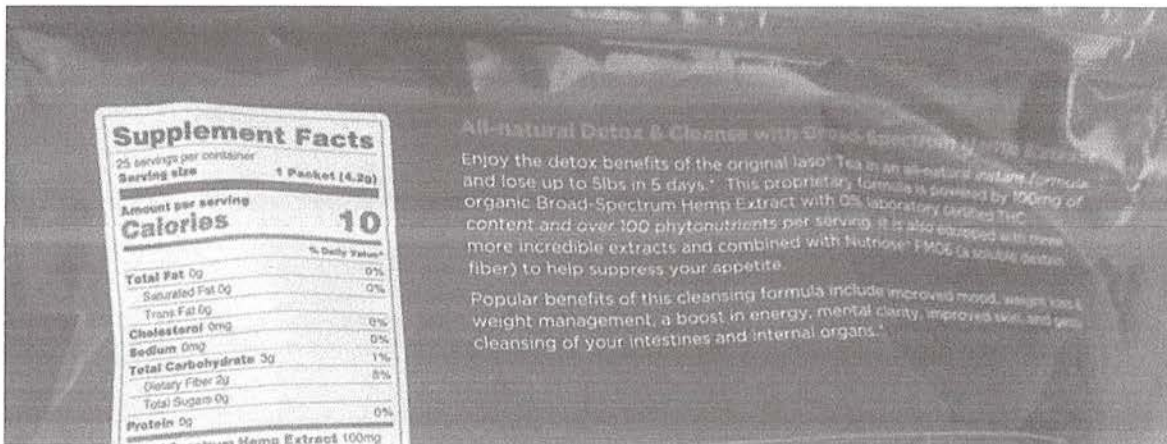 Supplement Facts
25 servings per container
Serving size 1 Packet (4.2g)
Amount per serving
Calories 10
% Daily Value*
Total Fat 0g 0%
Saturated Fat 0g 0%
Trans Fat 0g
Cholesterol 0mg 0%
Sodium 0mg 0%
Total Carbohydrate 3g 1%
Dietary Fiber 2g 8%
Total Sugars 0g
Protein 0g 0%
Hemp Extract 100mg
All-natural Detox & Cleanse with Broad-Spectrum
Enjoy the detox benefits of the original Iaso® Tea in an all-natural instant formula
and lose up to 5lbs in 5 days.* This proprietary formula is powered by 100mg of
organic Broad-Spectrum Hemp Extract with 0% laboratory certified THC
content and over 100 phytonutrients per serving. It is also equipped with
more incredible extracts and combined with Nutriose® FM06 (a soluble dextrin
fiber) to help suppress your appetite.
Popular benefits of this cleansing formula include improved mood, weight loss &
weight management, a boost in energy, mental clarity, improved skin, and
cleansing of your intestines and internal organs.*